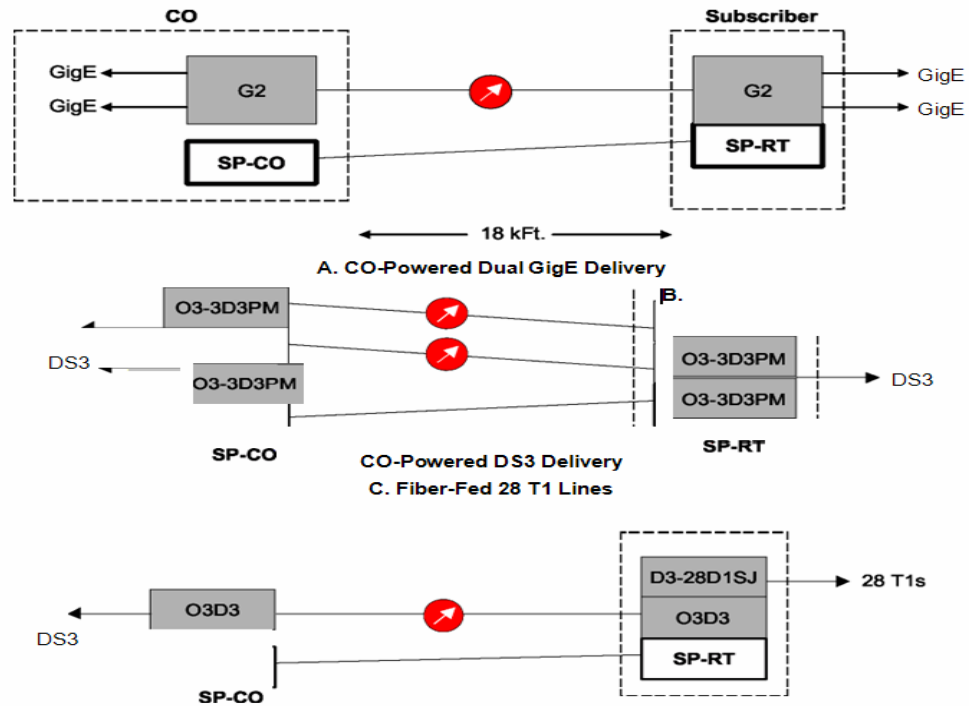 CO
Subscriber
GigE
GigE
G2
SP-CO
G2
SP-RT
GigE
GigE
18 kFt.
A. CO-Powered Dual GigE Delivery
B.
O3-3D3PM
DS3
O3-3D3PM
O3-3D3PM
O3-3D3PM
DS3
SP-CO
SP-RT
CO-Powered DS3 Delivery
C. Fiber-Fed 28 T1 Lines
D3-28D1SJ
28 T1s
O3D3
O3D3
DS3
SP-RT
SP-CO